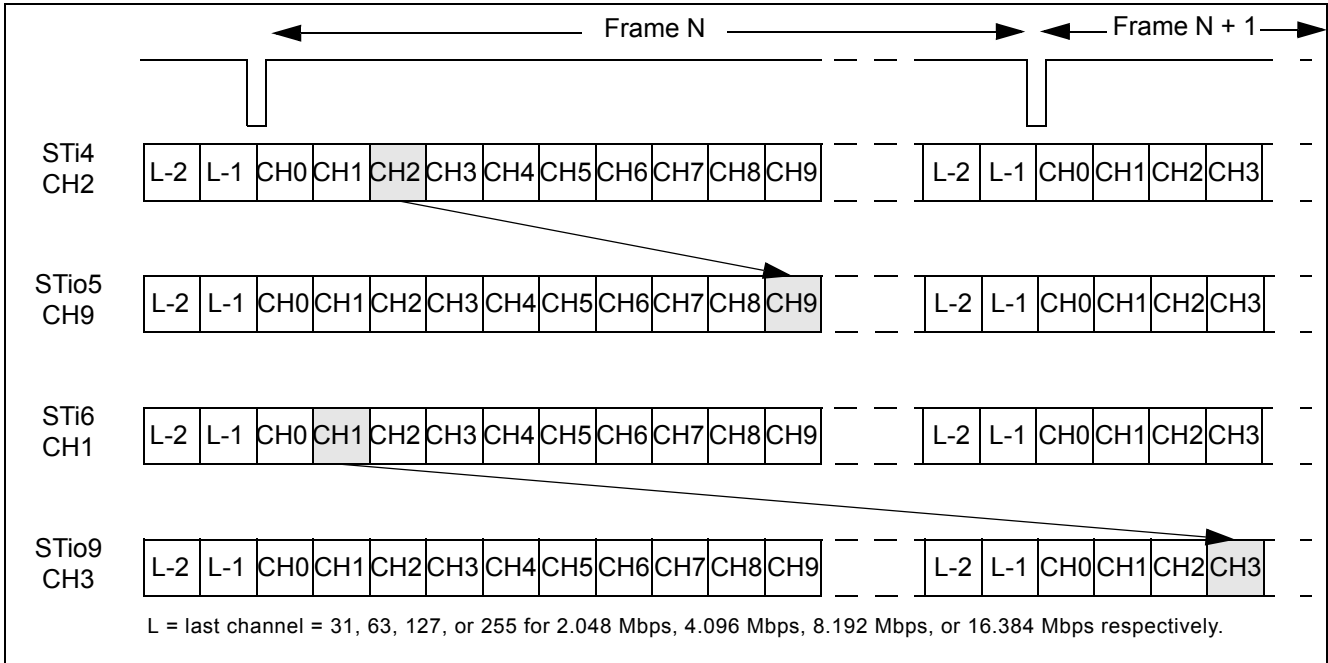 Frame N
Frame N + 1
STi4
CH2
L-2 L-1 CH0 CH1 CH2 CH3 CH4 CH5 CH6 CH7 CH8 CH9 L-2 L-1 CH0 CH1 CH2 CH3
STio5
CH9
L-2 L-1 CH0 CH1 CH2 CH3 CH4 CH5 CH6 CH7 CH8 CH9 L-2 L-1 CH0 CH1 CH2 CH3
STi6
CH1
L-2 L-1 CH0 CH1 CH2 CH3 CH4 CH5 CH6 CH7 CH8 CH9 L-2 L-1 CH0 CH1 CH2 CH3
STio9
CH3
L-2 L-1 CH0 CH1 CH2 CH3 CH4 CH5 CH6 CH7 CH8 CH9 L-2 L-1 CH0 CH1 CH2 CH3
L = last channel = 31, 63, 127, or 255 for 2.048 Mbps, 4.096 Mbps, 8.192 Mbps, or 16.384 Mbps respectively.